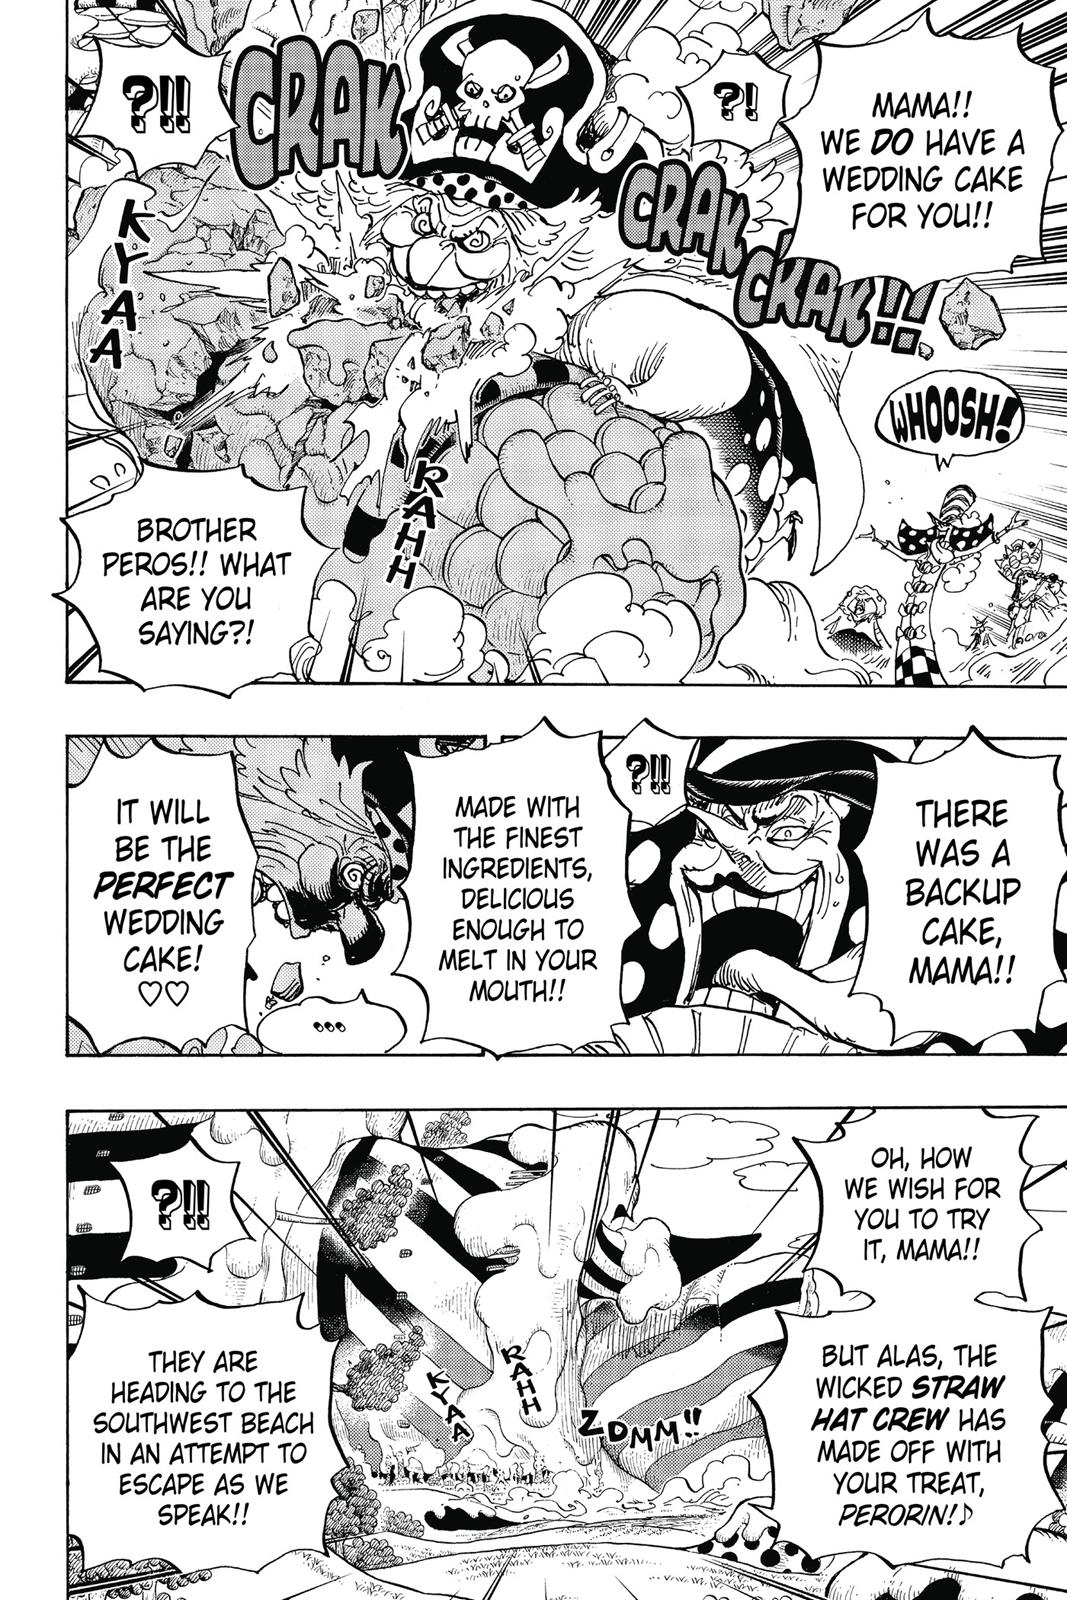 MAMA!!
WE DO HAVE A
WEDDING CAKE
FOR YOU!!
?!
CRAK
CRAK
CKAK!!
CRAK
?!!
KYAA
WHOOSH!
RAHH
BROTHER
PEROS!! WHAT
ARE YOU
SAYING?!
THERE
WAS A
BACKUP
CAKE,
MAMA!!
?!!
MADE WITH
THE FINEST
INGREDIENTS,
DELICIOUS
ENOUGH TO
MELT IN YOUR
MOUTH!!
...
IT WILL
BE THE
PERFECT
WEDDING
CAKE!
♡♡
OH, HOW
WE WISH FOR
YOU TO TRY
IT, MAMA!!
BUT ALAS, THE
WICKED STRAW
HAT CREW HAS
MADE OFF WITH
YOUR TREAT,
PERORIN!♪
ZDMM!!
RAHH
KYAA
?!!
THEY ARE
HEADING TO THE
SOUTHWEST BEACH
IN AN ATTEMPT TO
ESCAPE AS WE
SPEAK!!